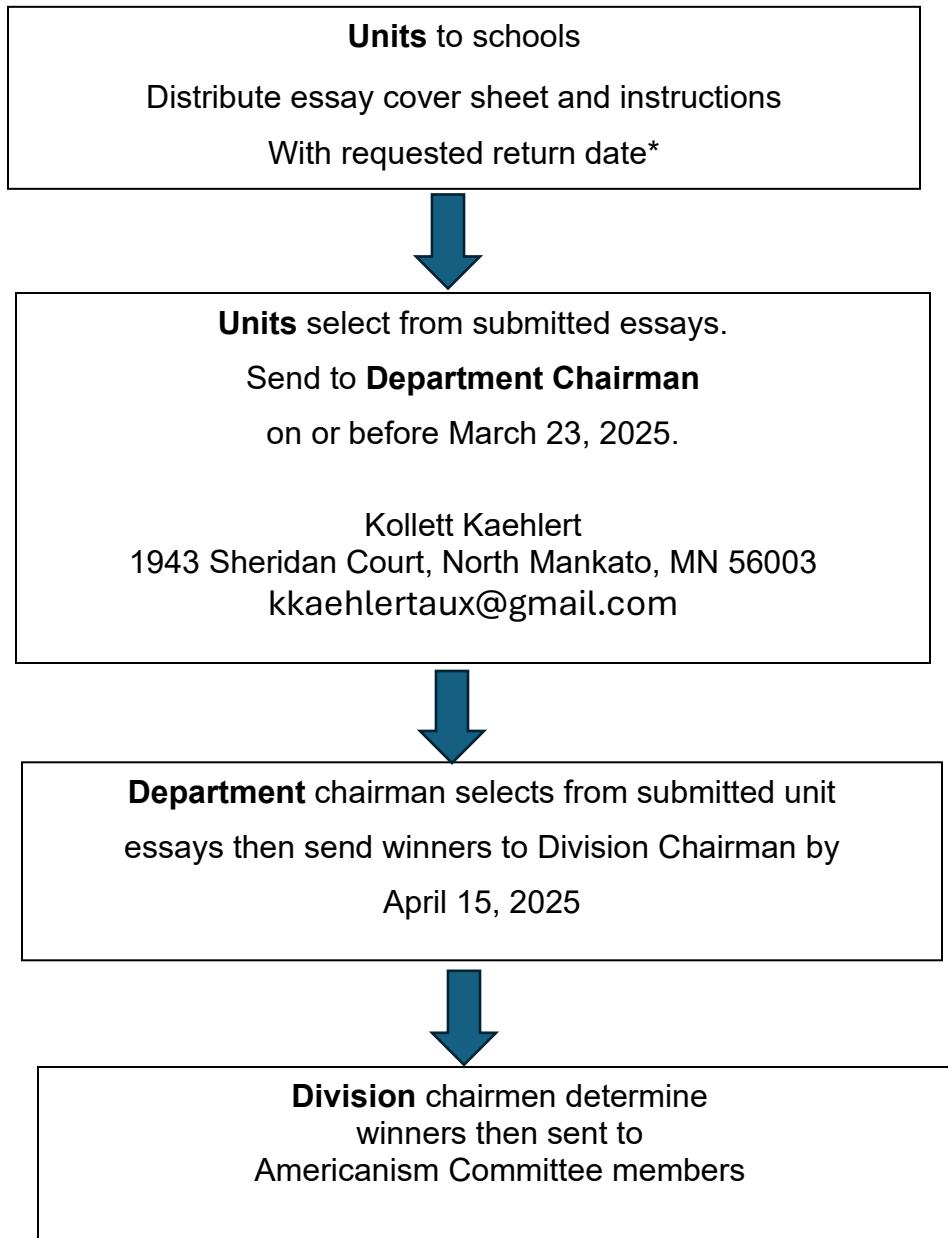 Units to schools
Distribute essay cover sheet and instructions
With requested return date*
Units select from submitted essays.
Send to Department Chairman
on or before March 23, 2025.
Kollett Kaehlert
1943 Sheridan Court, North Mankato, MN 56003
kkaehlertaux@gmail.com
Department chairman selects from submitted unit
essays then send winners to Division Chairman by
April 15, 2025
Division chairmen determine
winners then sent to
Americanism Committee members